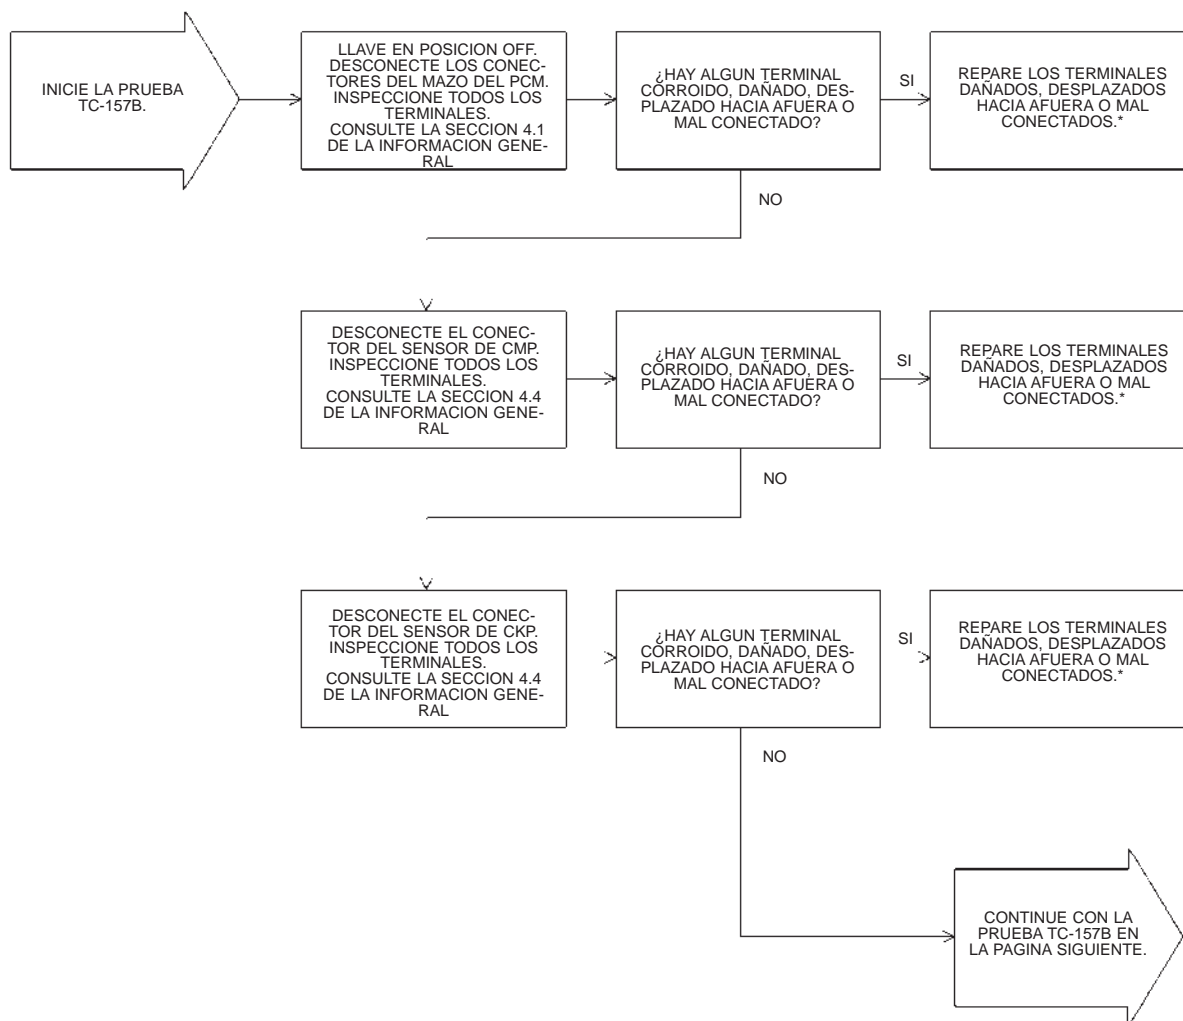 INICIE LA PRUEBA
TC-157B.
LLAVE EN POSICION OFF.
DESCONECTE LOS CONEC-
TORES DEL MAZO DEL PCM.
INSPECCIONE TODOS LOS
TERMINALES.
CONSULTE LA SECCION 4.1
DE LA INFORMACION GENE-
RAL
¿HAY ALGUN TERMINAL
CORROIDO, DAÑADO, DES-
PLAZADO HACIA AFUERA O
MAL CONECTADO?
SI
REPARE LOS TERMINALES
DAÑADOS, DESPLAZADOS
HACIA AFUERA O MAL
CONECTADOS.*
NO
DESCONECTE EL CONEC-
TOR DEL SENSOR DE CMP.
INSPECCIONE TODOS LOS
TERMINALES.
CONSULTE LA SECCION 4.4
DE LA INFORMACION GENE-
RAL
¿HAY ALGUN TERMINAL
CORROIDO, DAÑADO, DES-
PLAZADO HACIA AFUERA O
MAL CONECTADO?
SI
REPARE LOS TERMINALES
DAÑADOS, DESPLAZADOS
HACIA AFUERA O MAL
CONECTADOS.*
NO
DESCONECTE EL CONEC-
TOR DEL SENSOR DE CKP.
INSPECCIONE TODOS LOS
TERMINALES.
CONSULTE LA SECCION 4.4
DE LA INFORMACION GENE-
RAL
¿HAY ALGUN TERMINAL
CORROIDO, DAÑADO, DES-
PLAZADO HACIA AFUERA O
MAL CONECTADO?
SI
REPARE LOS TERMINALES
DAÑADOS, DESPLAZADOS
HACIA AFUERA O MAL
CONECTADOS.*
NO
CONTINUE CON LA
PRUEBA TC-157B EN
LA PAGINA SIGUIENTE.